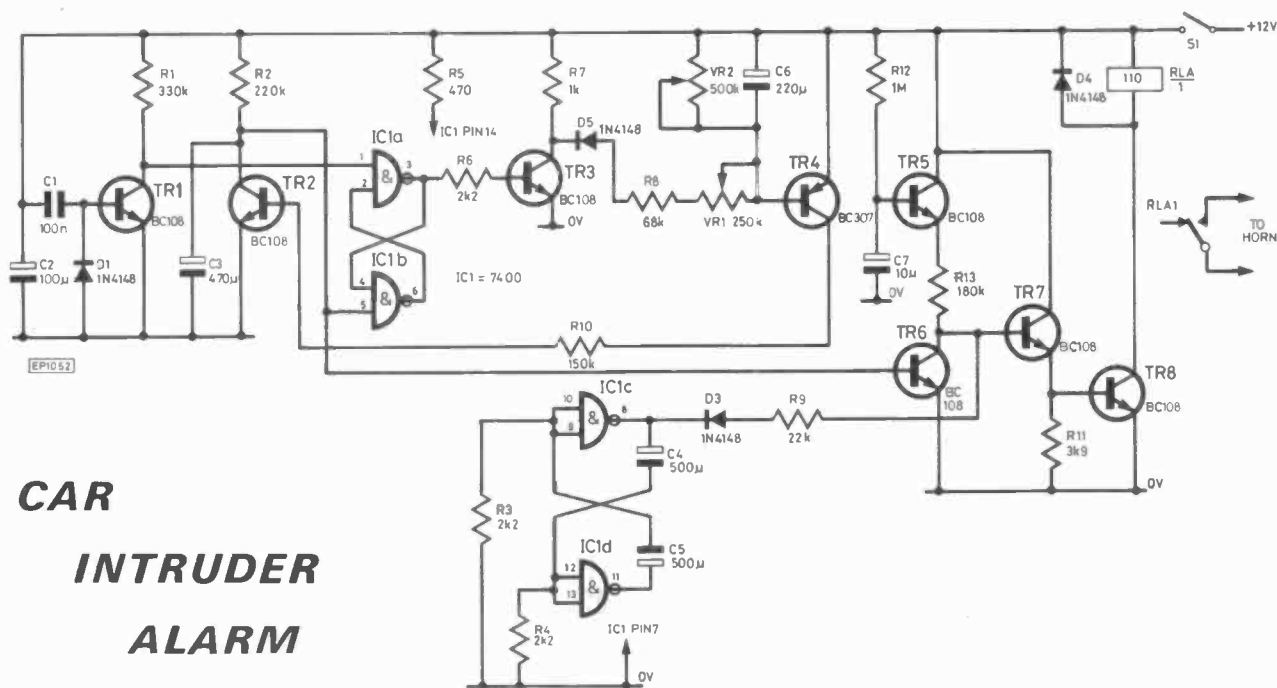 R1
330k
R2
220k
R5
470
IC1 PIN14
R7
1k
D5
1N4148
VR2
500k
C6
220µ
R12
1M
D4
1N4148
110
RLA
1
S1
+12V
C1
100n
C2
100µ
D1
1N4148
TR1
BC108
TR2
BC108
C3
470µ
IC1a
1
2
&
3
R6
2k2
TR3
BC108
0V
R8
68k
VR1 250k
TR4
BC307
TR5
BC108
C7
10µ
0V
R13
180k
RLA1
TO
HORN
IC1b
4
5
&
6
IC1 = 7400
R10
150k
TR6
BC
108
TR7
BC108
TR8
BC108
R11
3k9
0V
EP1052
IC1c
10
9
&
8
D3
1N4148
R9
22k
C4
500µ
R3
2k2
C5
500µ
IC1d
12
13
&
11
R4
2k2
IC1 PIN7
0V
CAR
INTRUDER
ALARM